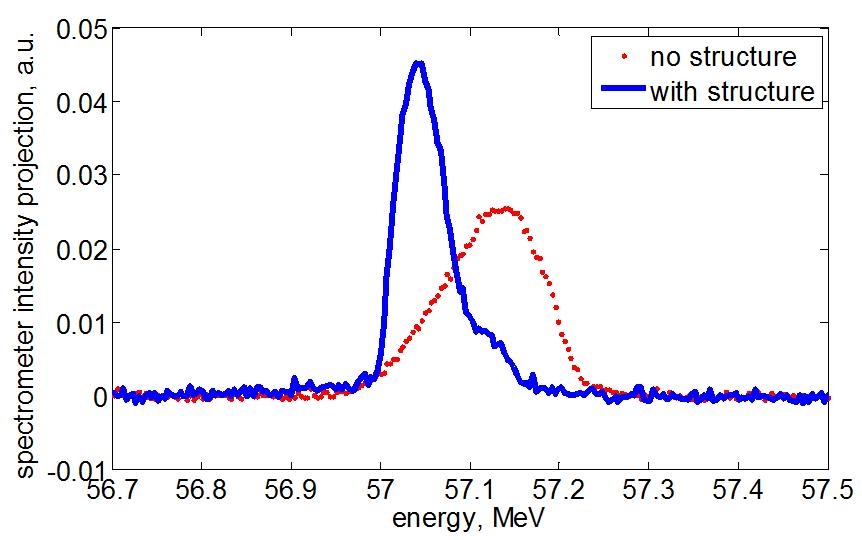 spectrometer intensity projection, a.u.
0.05
0.04
0.03
0.02
0.01
0
-0.01
no structure
with structure
56.7 56.8 56.9 57 57.1 57.2 57.3 57.4 57.5
energy, MeV